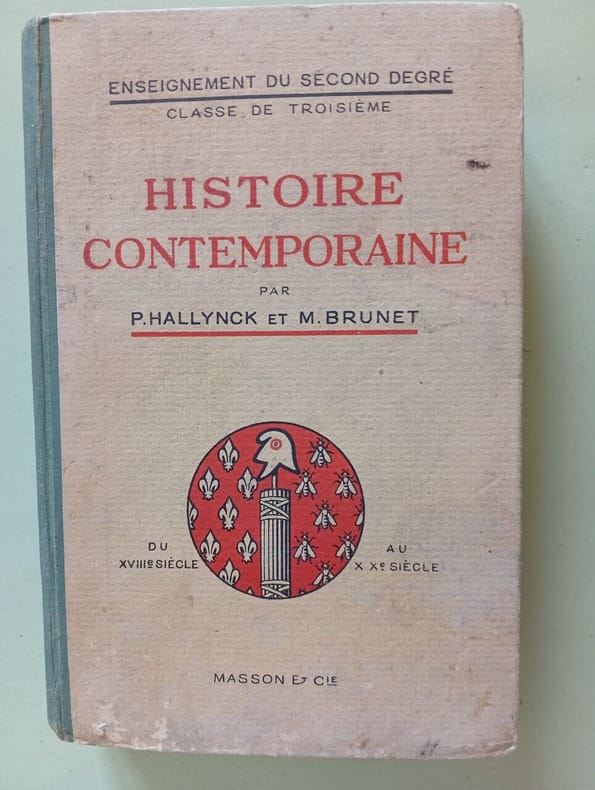 ENSEIGNEMENT DU SECOND DEGRÉ
CLASSE DE TROISIÈME
HISTOIRE
CONTEMPORAINE
PAR
P. HALLYNCK ET M. BRUNET
DU
XVIIIe SIÈCLE
AU
XXe SIÈCLE
MASSON & CIE